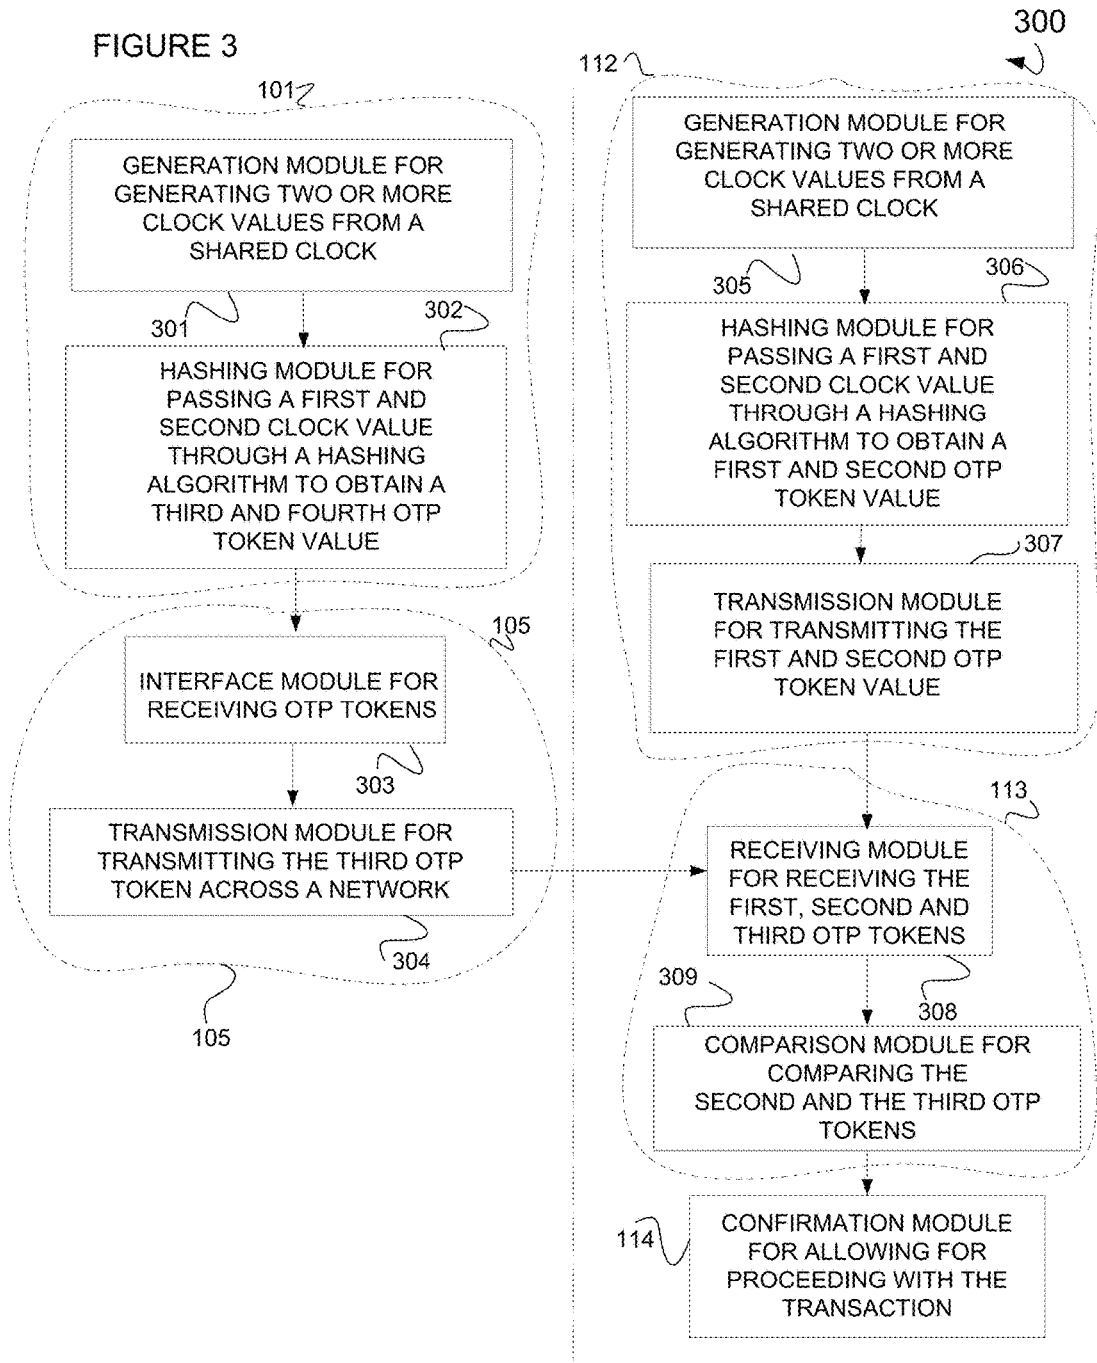 FIGURE 3
300
101
GENERATION MODULE FOR
GENERATING TWO OR MORE
CLOCK VALUES FROM A
SHARED CLOCK
301
302
HASHING MODULE FOR
PASSING A FIRST AND
SECOND CLOCK VALUE
THROUGH A HASHING
ALGORITHM TO OBTAIN A
THIRD AND FOURTH OTP
TOKEN VALUE
105
INTERFACE MODULE FOR
RECEIVING OTP TOKENS
303
TRANSMISSION MODULE FOR
TRANSMITTING THE THIRD OTP
TOKEN ACROSS A NETWORK
304
105
112
GENERATION MODULE FOR
GENERATING TWO OR MORE
CLOCK VALUES FROM A
SHARED CLOCK
305
306
HASHING MODULE FOR
PASSING A FIRST AND
SECOND CLOCK VALUE
THROUGH A HASHING
ALGORITHM TO OBTAIN A
FIRST AND SECOND OTP
TOKEN VALUE
307
TRANSMISSION MODULE
FOR TRANSMITTING THE
FIRST AND SECOND OTP
TOKEN VALUE
113
RECEIVING MODULE
FOR RECEIVING THE
FIRST, SECOND AND
THIRD OTP TOKENS
309
308
COMPARISON MODULE FOR
COMPARING THE
SECOND AND THE THIRD OTP
TOKENS
114
CONFIRMATION MODULE
FOR ALLOWING FOR
PROCEEDING WITH THE
TRANSACTION